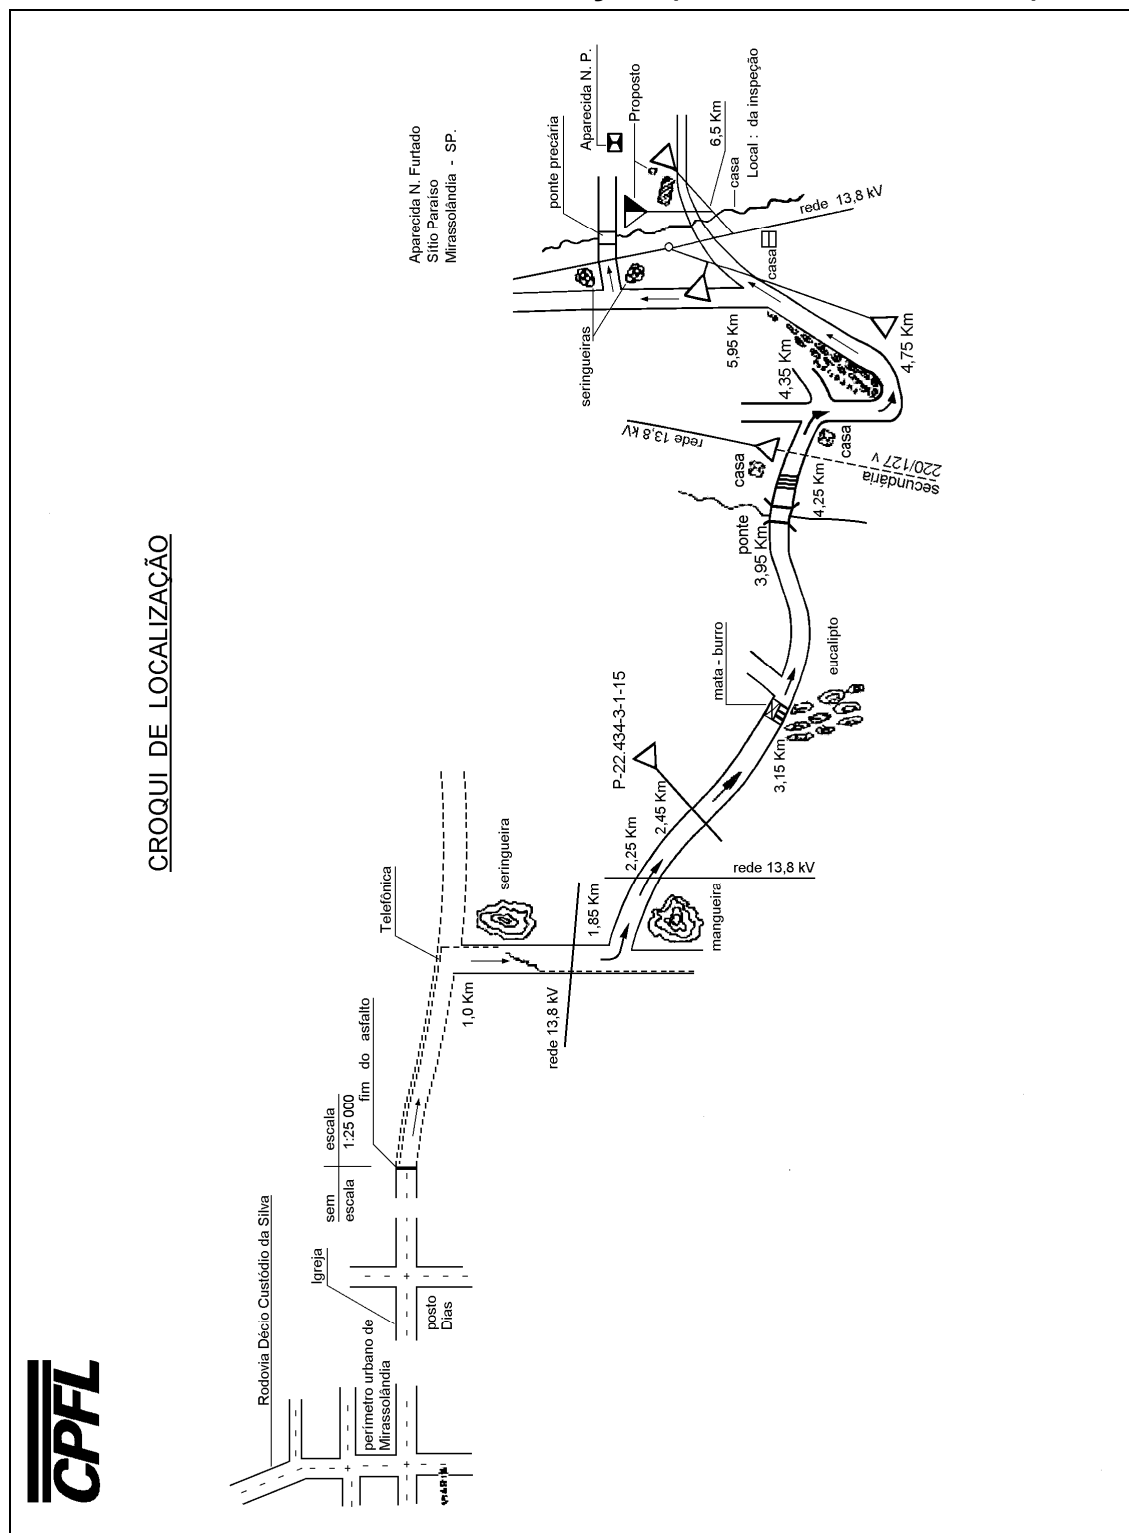 CPFL
CROQUI DE LOCALIZAÇÃO
Rodovia Décio Custódio da Silva
perímetro urbano de
Mirassolândia
Igreja
posto
Dias
sem
escala
escala
1:25 000
fim do asfalto
Telefônica
1,0 Km
seringueira
rede 13,8 kV
1,85 Km
mangueira
2,25 Km
rede 13,8 kV
2,45 Km
P-22.434-3-1-15
3,15 Km
mata - burro
eucalipto
ponte
3,95 Km
4,25 Km
casa
rede 13,8 kV
secundária
220/127 v
casa
4,35 Km
4,75 Km
5,95 Km
seringueiras
casa
rede 13,8 kV
ponte precária
Aparecida N. Furtado
Sítio Paraíso
Mirassolândia - SP.
Aparecida N. P.
Proposto
6,5 Km
casa
Local : da inspeção